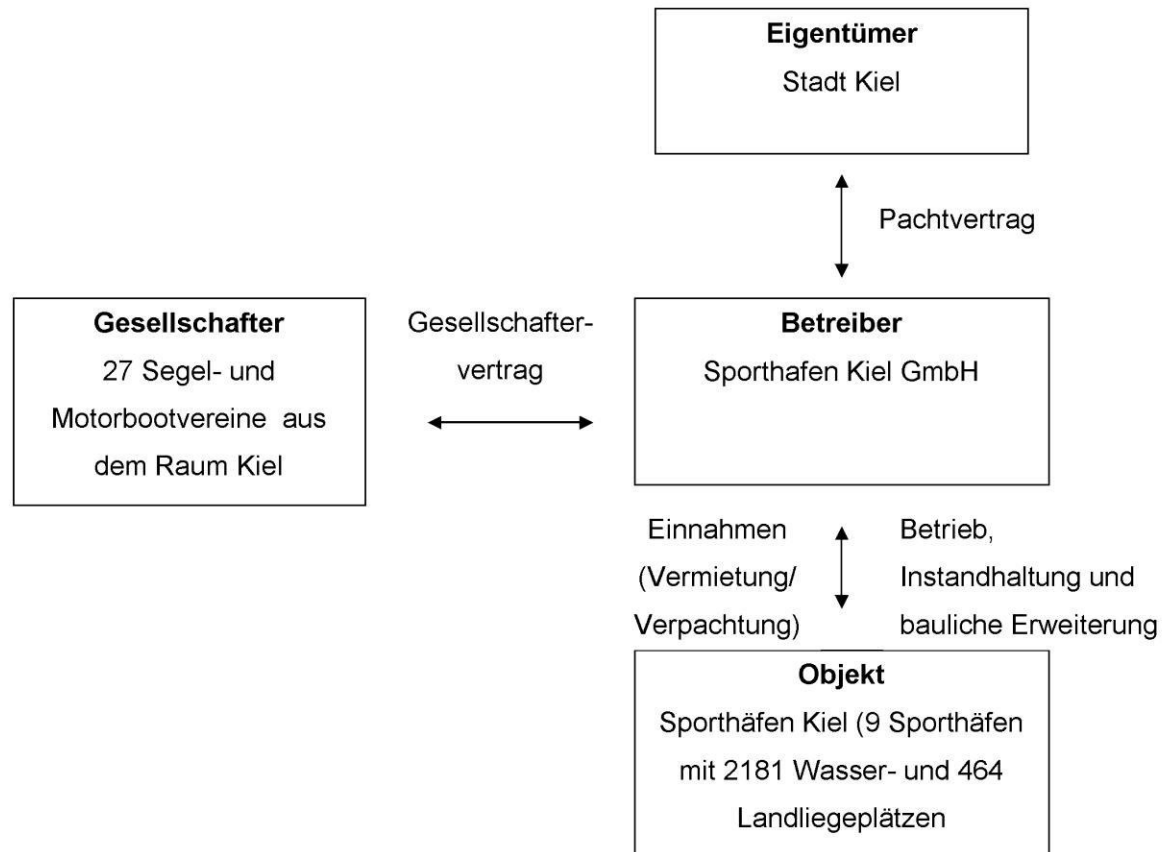 Eigentümer
Stadt Kiel
Pachtvertrag
Gesellschafter
27 Segel- und
Motorbootvereine aus
dem Raum Kiel
Gesellschafter-
vertrag
Betreiber
Sporthafen Kiel GmbH
Einnahmen
(Vermietung/
Verpachtung)
Betrieb,
Instandhaltung und
bauliche Erweiterung
Objekt
Sporthäfen Kiel (9 Sporthäfen
mit 2181 Wasser- und 464
Landliegeplätzen